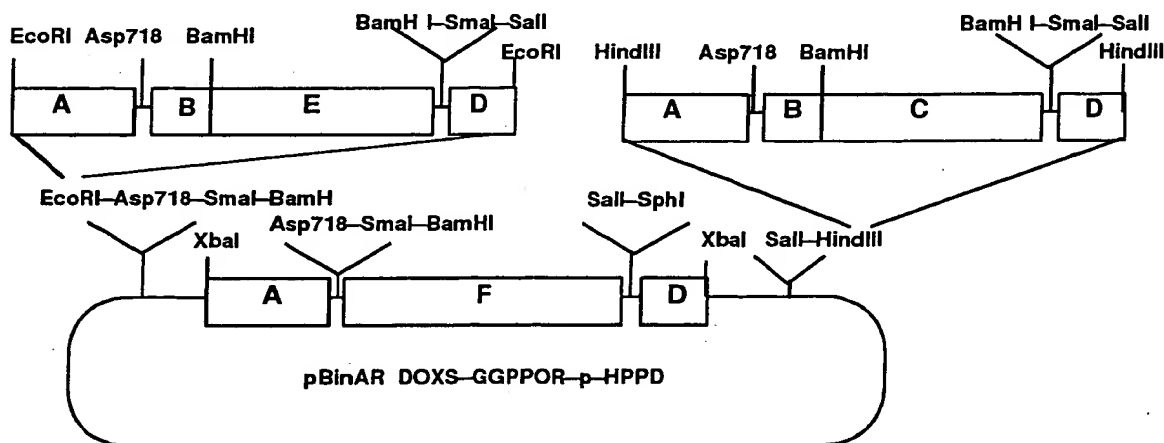 BamH I–SmaI–SalI
EcoRI Asp718 BamHI
EcoRI
A B E D
BamH I–SmaI–SalI
HindIII Asp718 BamHI
HindIII
A B C D
EcoRI–Asp718–SmaI–BamH
Asp718–SmaI–BamHI
SalI–SphI
XbaI
XbaI
SalI–HindIII
A F D
pBinAR DOXS–GGPPOR–p–HPPD